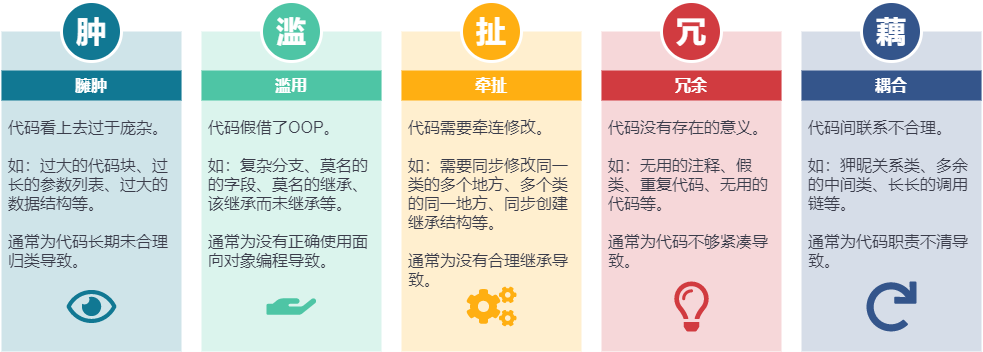 肿
臃肿
代码看上去过于庞杂。
如：过大的代码块、过
长的参数列表、过大的
数据结构等。
通常为代码长期未合理
归类导致。
滥
滥用
代码假借了OOP。
如：复杂分支、莫名的
的字段、莫名的继承、
该继承而未继承等。
通常为没有正确使用面
向对象编程导致。
扯
牵扯
代码需要牵连修改。
如：需要同步修改同一
类的多个地方、多个类
的同一地方、同步创建
继承结构等。
通常为没有合理继承导
致。
冗
冗余
代码没有存在的意义。
如：无用的注释、假
类、重复代码、无用的
代码等。
通常为代码不够紧凑导
致。
藕
耦合
代码间联系不合理。
如：狎昵关系类、多余
的中间类、长长的调用
链等。
通常为代码职责不清导
致。